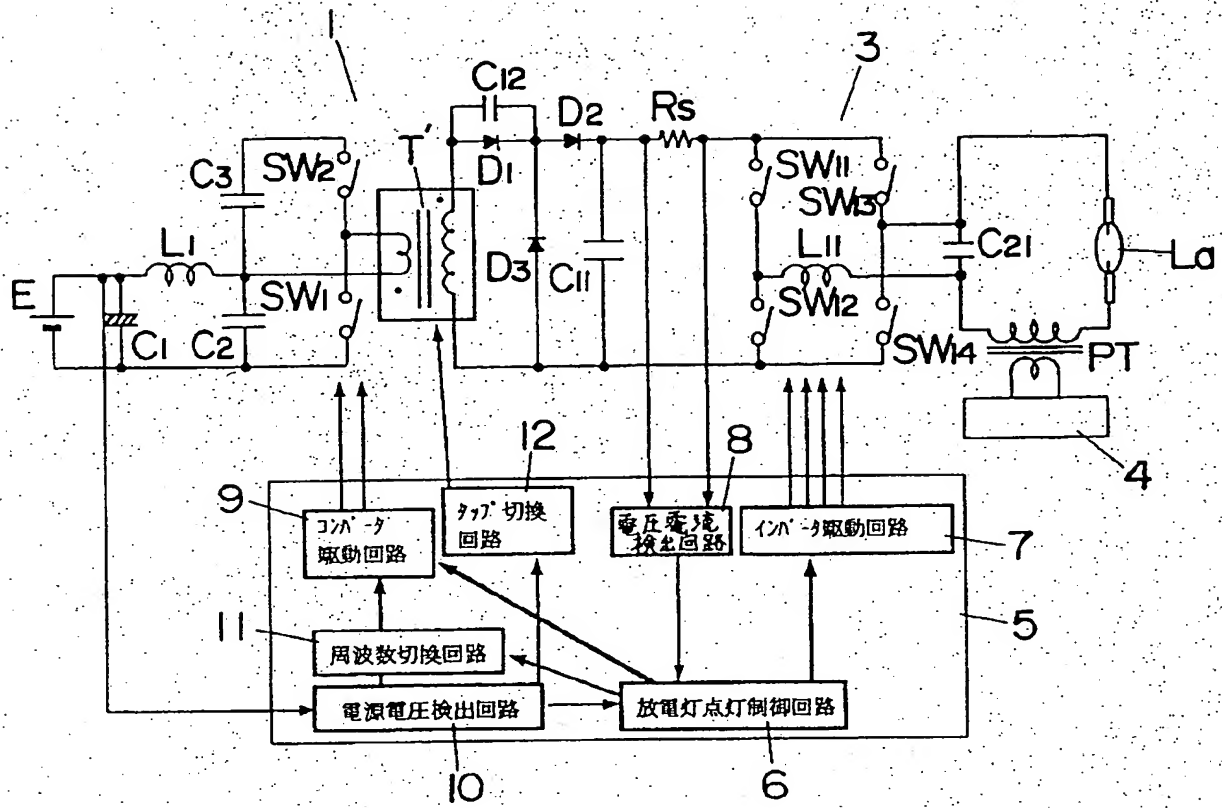 1
3
C12
D2
Rs
T'
SW2
D1
SW11
C3
SW13
L1
L11
C21
La
D3
C11
E
SW1
SW12
C1
C2
SW14
PT
12
8
4
9
コンバータ
駆動回路
タップ切換
回路
電圧電流
検出回路
インバータ駆動回路
7
11
周波数切換回路
5
電源電圧検出回路
放電灯点灯制御回路
10
6